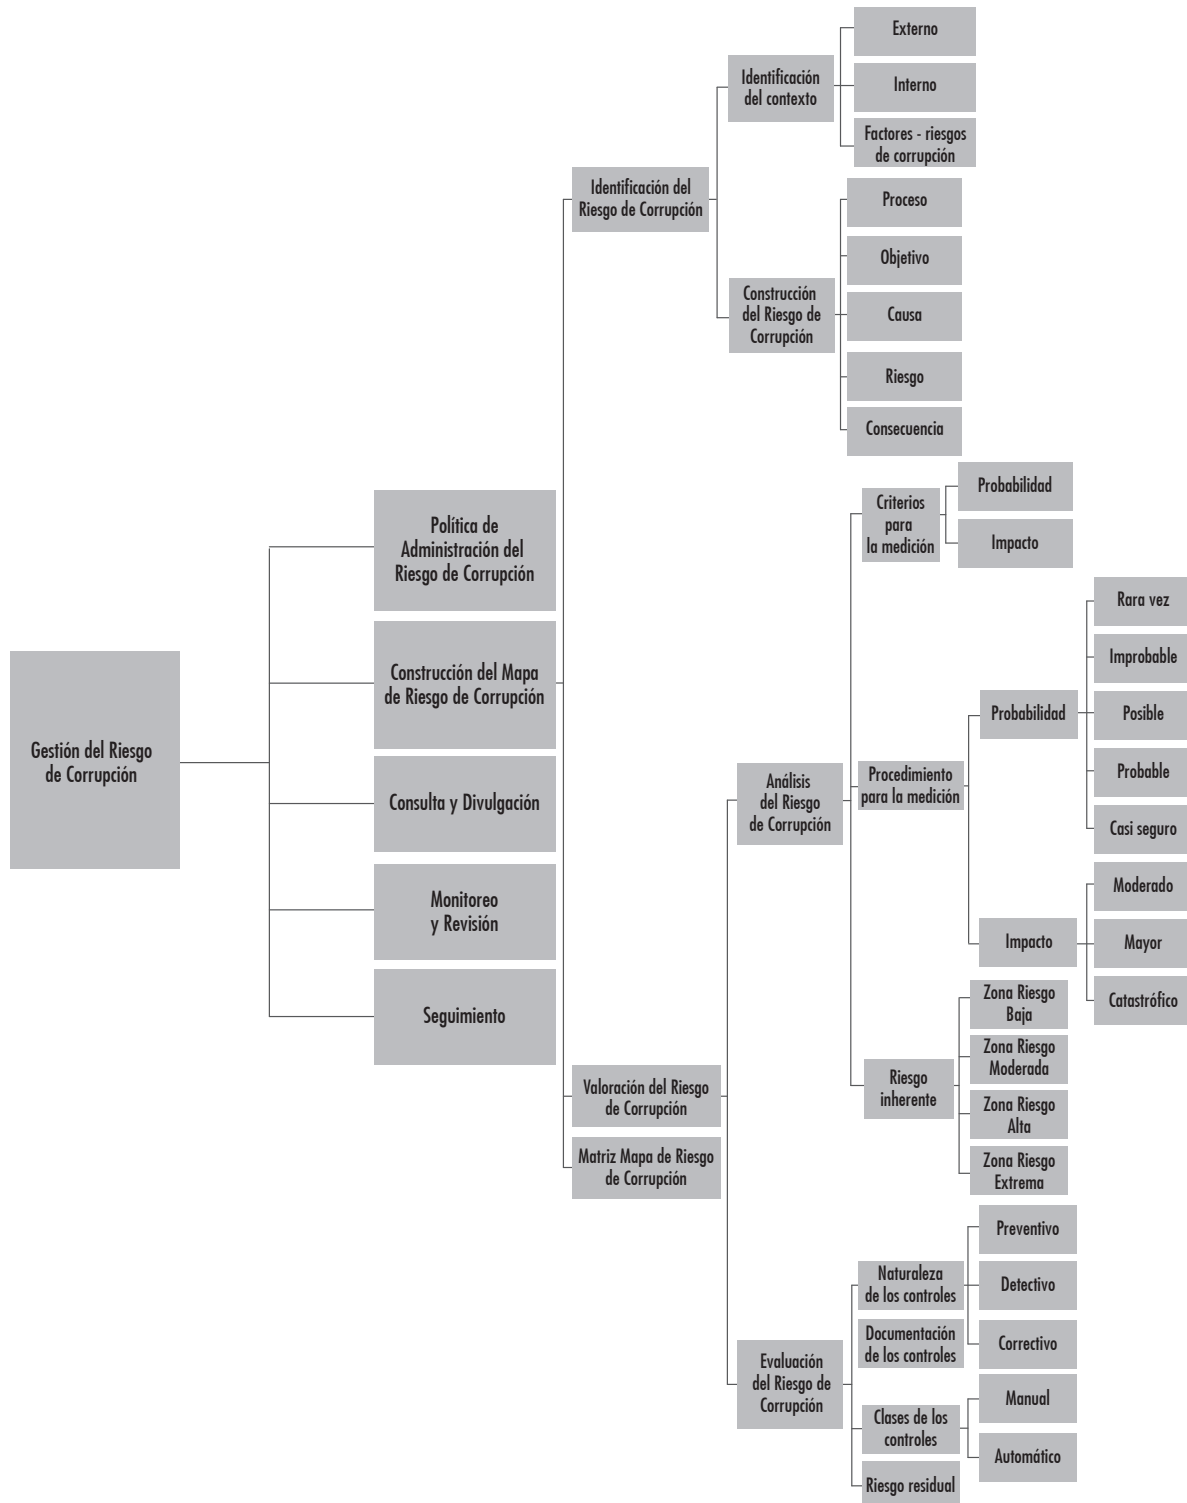 Gestión del Riesgo
de Corrupción
Política de
Administración del
Riesgo de Corrupción
Construcción del Mapa
de Riesgo de Corrupción
Consulta y Divulgación
Monitoreo
y Revisión
Seguimiento
Identificación del
Riesgo de Corrupción
Valoración del Riesgo
de Corrupción
Matriz Mapa de Riesgo
de Corrupción
Identificación
del contexto
Externo
Interno
Factores - riesgos
de corrupción
Construcción
del Riesgo de
Corrupción
Proceso
Objetivo
Causa
Riesgo
Consecuencia
Análisis
del Riesgo
de Corrupción
Criterios
para
la medición
Probabilidad
Impacto
Procedimiento
para la medición
Probabilidad
Rara vez
Improbable
Posible
Probable
Casi seguro
Impacto
Moderado
Mayor
Catastrófico
Riesgo
inherente
Zona Riesgo
Baja
Zona Riesgo
Moderada
Zona Riesgo
Alta
Zona Riesgo
Extrema
Evaluación
del Riesgo de
Corrupción
Naturaleza
de los controles
Preventivo
Detectivo
Correctivo
Documentación
de los controles
Clases de los
controles
Manual
Automático
Riesgo residual